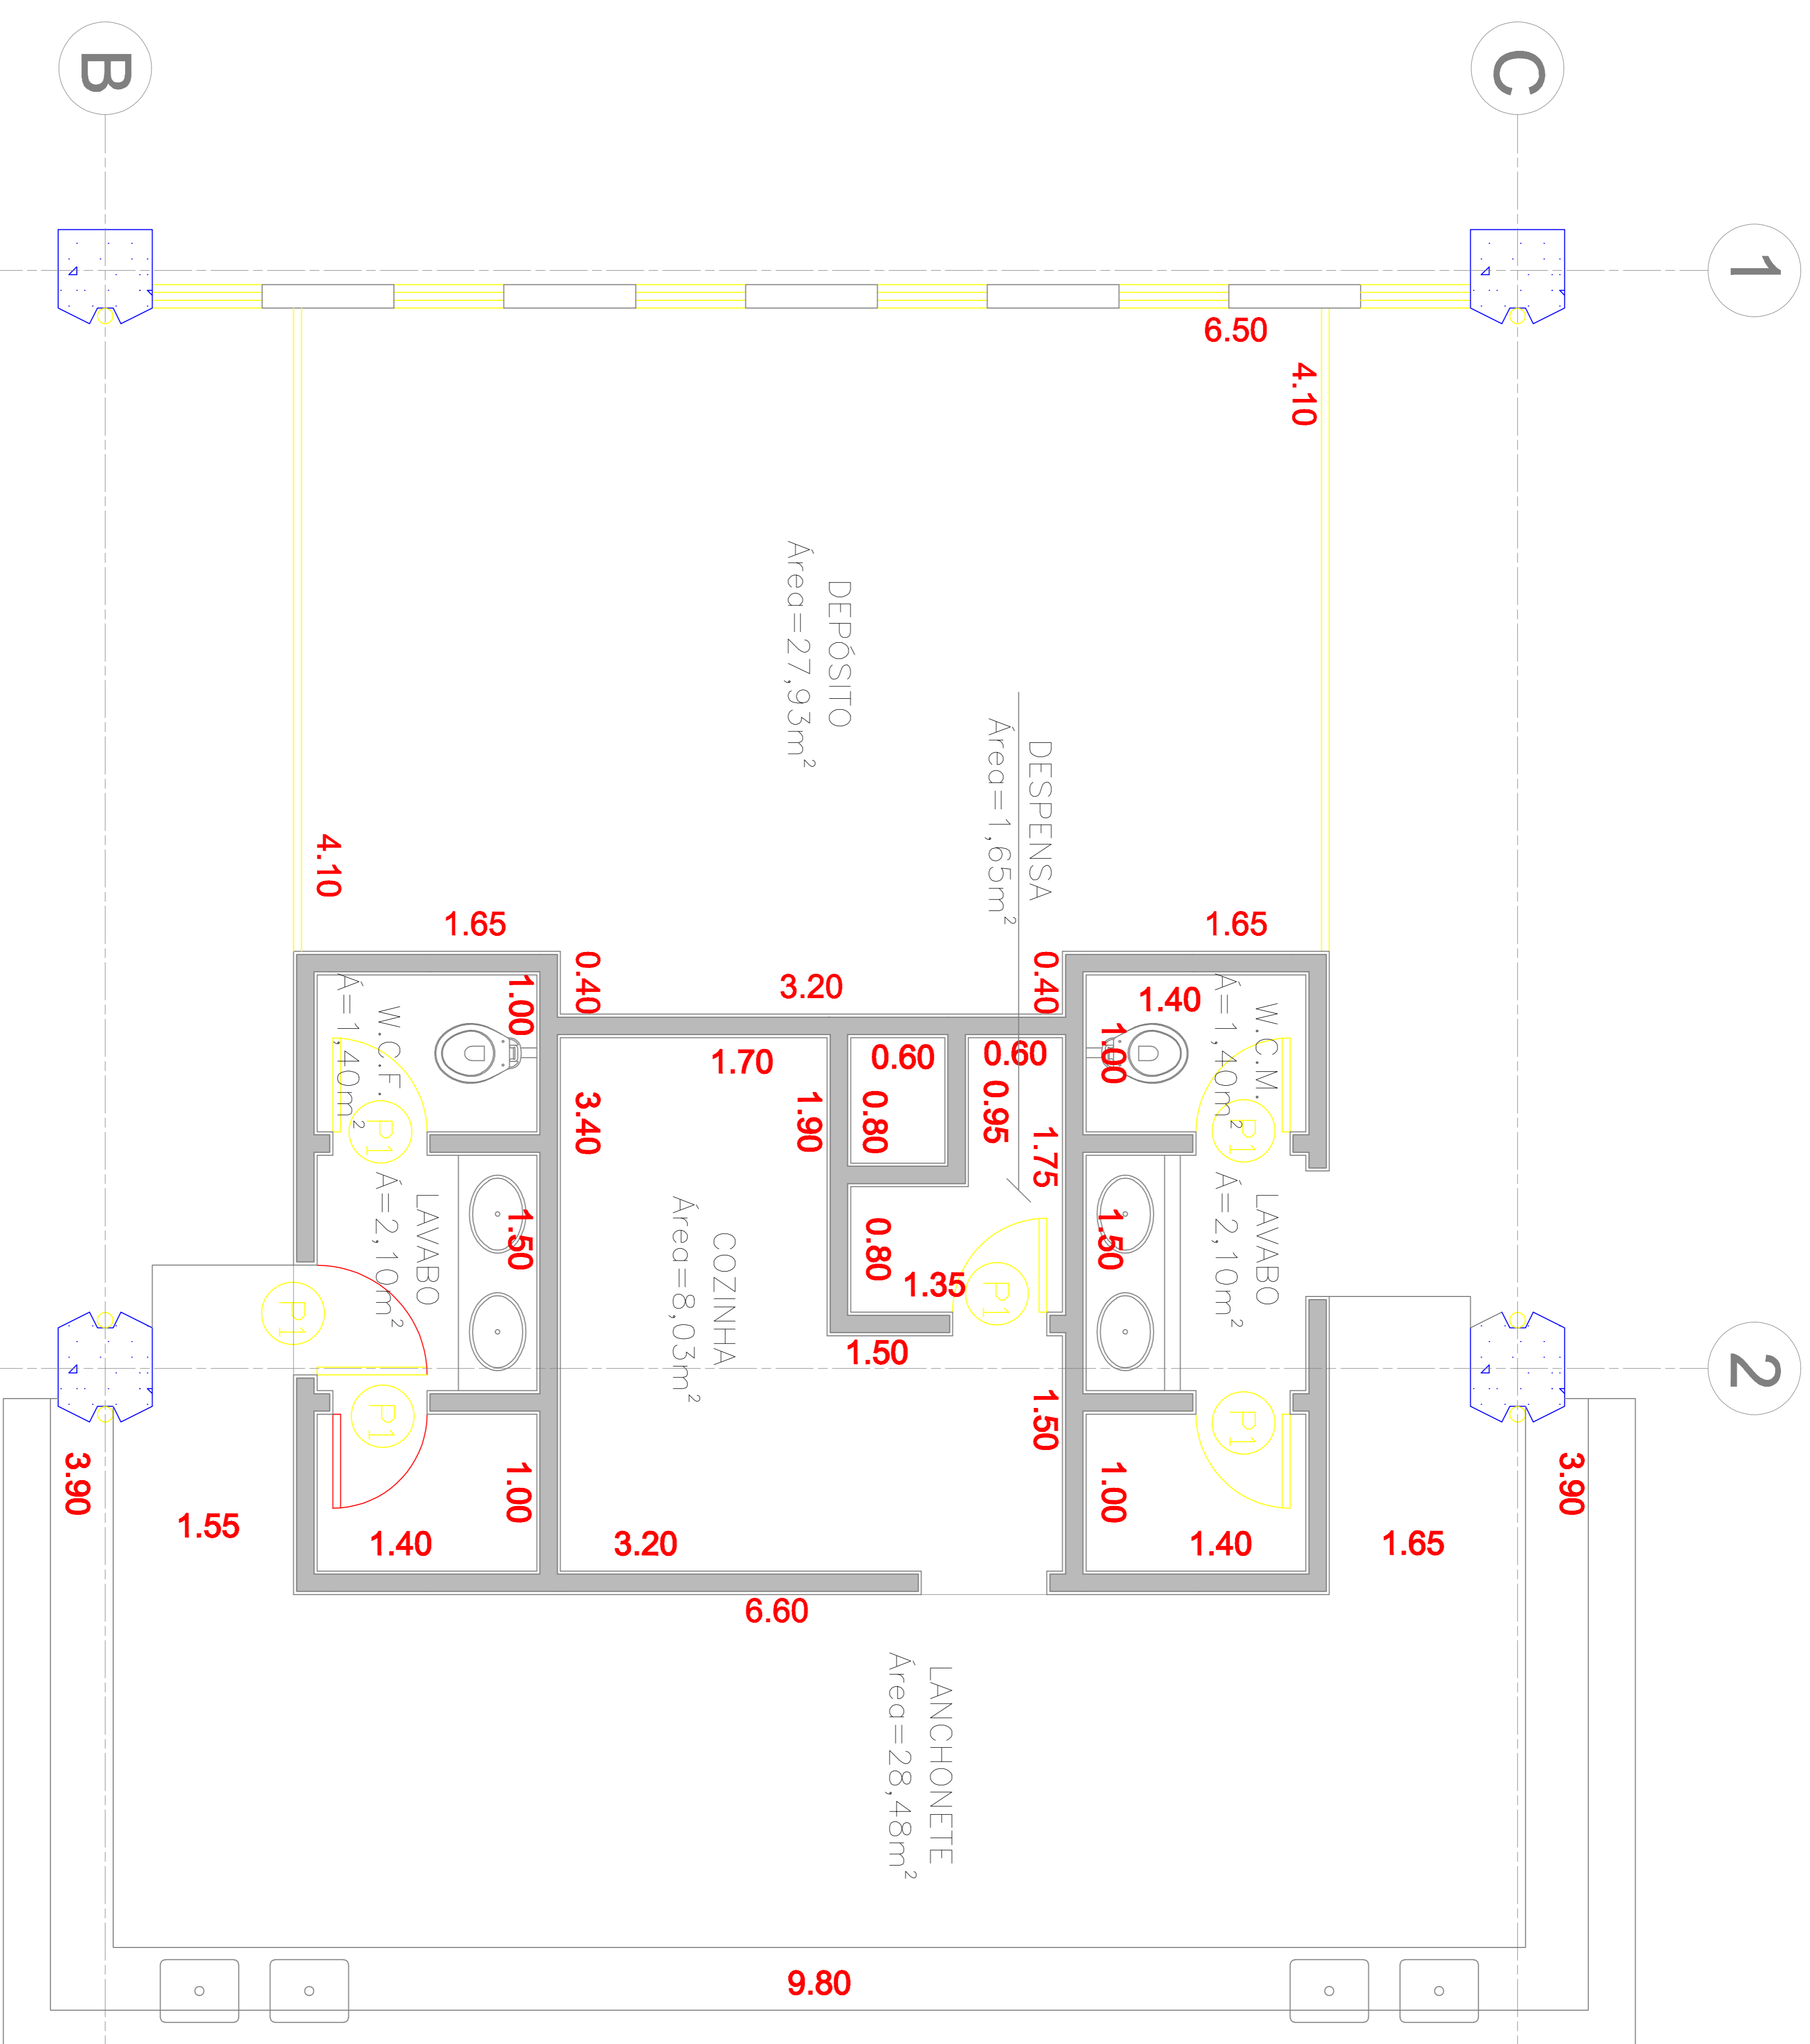 B
C
1
6.50
4.10
DEPÓSITO
Área=27,93m²
DESPENSA
Área=1,65m²
4.10
1.65
1.65
0.40
3.20
0.40
1.00
1.40
W.C.F.
Á=1,40m²
W.C.M.
Á=1,40m²
1.00
1.70
0.60
0.60
3.40
1.90
0.80
0.95
1.75
P1
P1
LAVABO
Á=2,10m²
1.50
COZINHA
Área=8,03m²
0.80
1.35
P1
1.50
LAVABO
Á=2,10m²
P1
1.50
2
P1
1.50
P1
3.90
1.55
1.00
1.40
3.20
1.00
1.40
1.65
3.90
6.60
LANCHONETE
Área=28,48m²
9.80